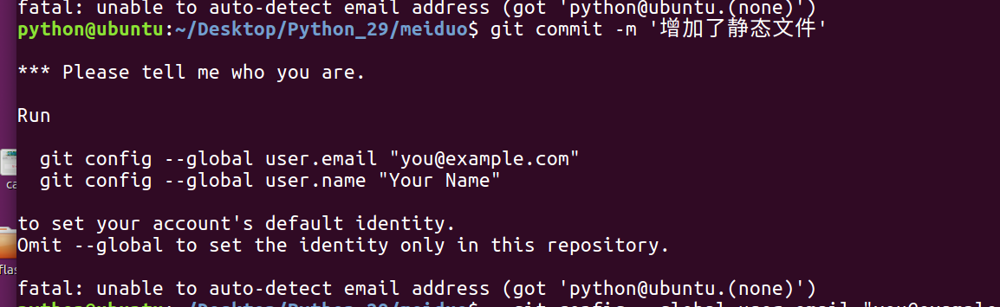 fatal: unable to auto-detect email address (got 'python@ubuntu.(none)')
python@ubuntu:~/Desktop/Python_29/meiduo$ git commit -m '增加了静态文件'
*** Please tell me who you are.
Run
git config --global user.email "you@example.com"
git config --global user.name "Your Name"
to set your account's default identity.
Omit --global to set the identity only in this repository.
fatal: unable to auto-detect email address (got 'python@ubuntu.(none)')
python@ubuntu:~/Desktop/Python_29/meiduo$ git config --global user.email "you@example